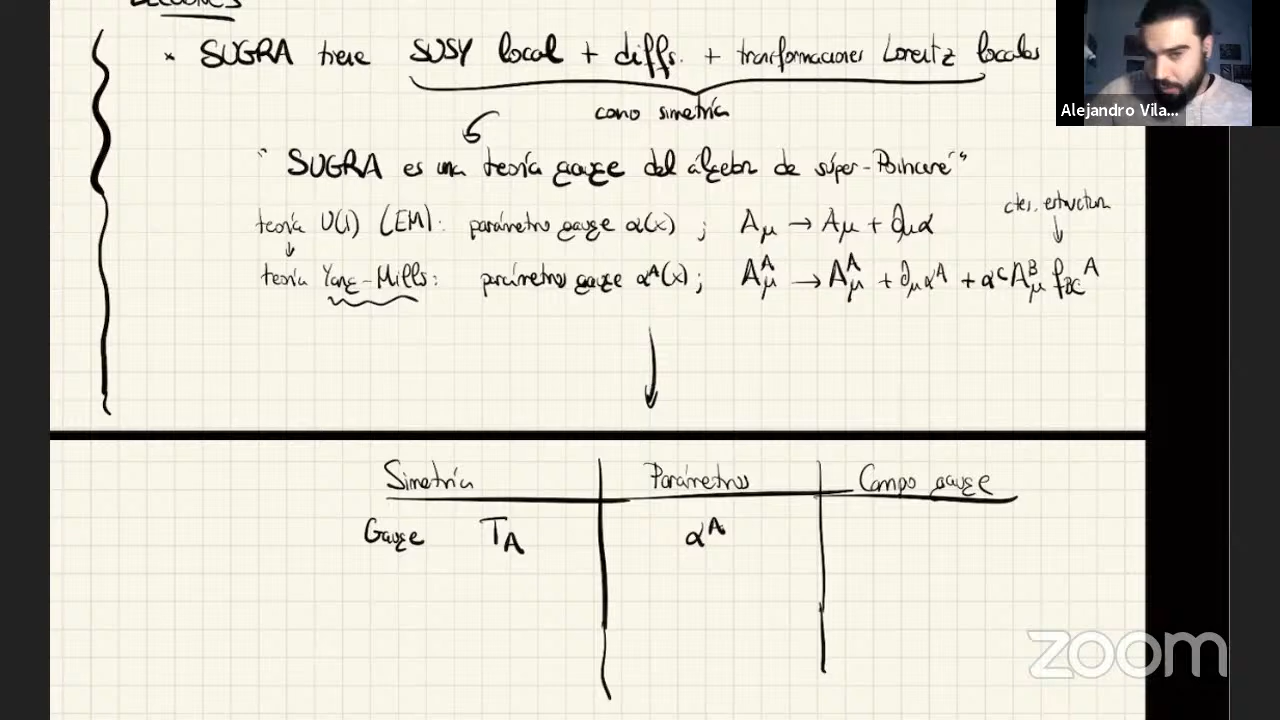 * SUGRA tiene SUSY local + diffs. + transformaciones Lorentz locales
como simetría
"SUGRA es una teoría gauge del álgebra de súper-Poincaré"
ctes. estructura
teoría U(1) (EM): parámetro gauge α(x) ; Aμ → Aμ + ∂μα
teoría Yang-Mills: parámetros gauge α^A(x); A_μ^A → A_μ^A + ∂μα^A + α^C A_μ^B f_BC^A
Simetría Parámetros Campo gauge
Gauge T_A α^A
Alejandro Vila...
zoom